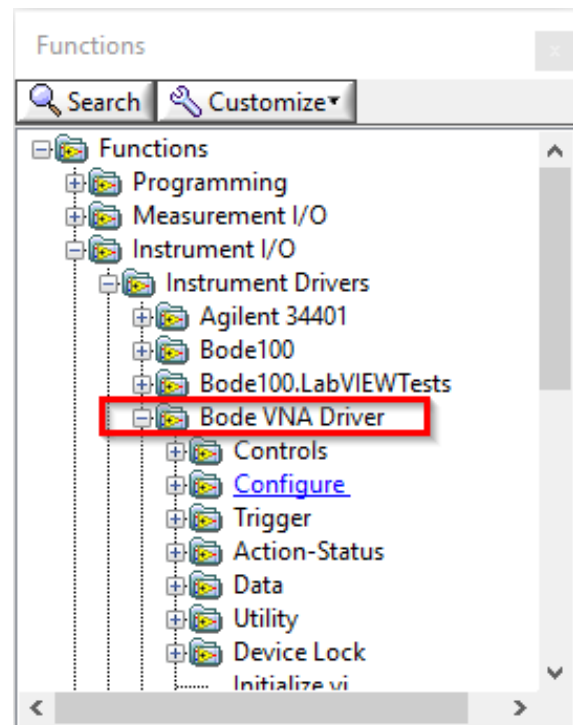 Functions
x
Search Customize
Functions
Programming
Measurement I/O
Instrument I/O
Instrument Drivers
Agilent 34401
Bode100
Bode100.LabVIEWTests
Bode VNA Driver
Controls
Configure
Trigger
Action-Status
Data
Utility
Device Lock
Initialize.vi